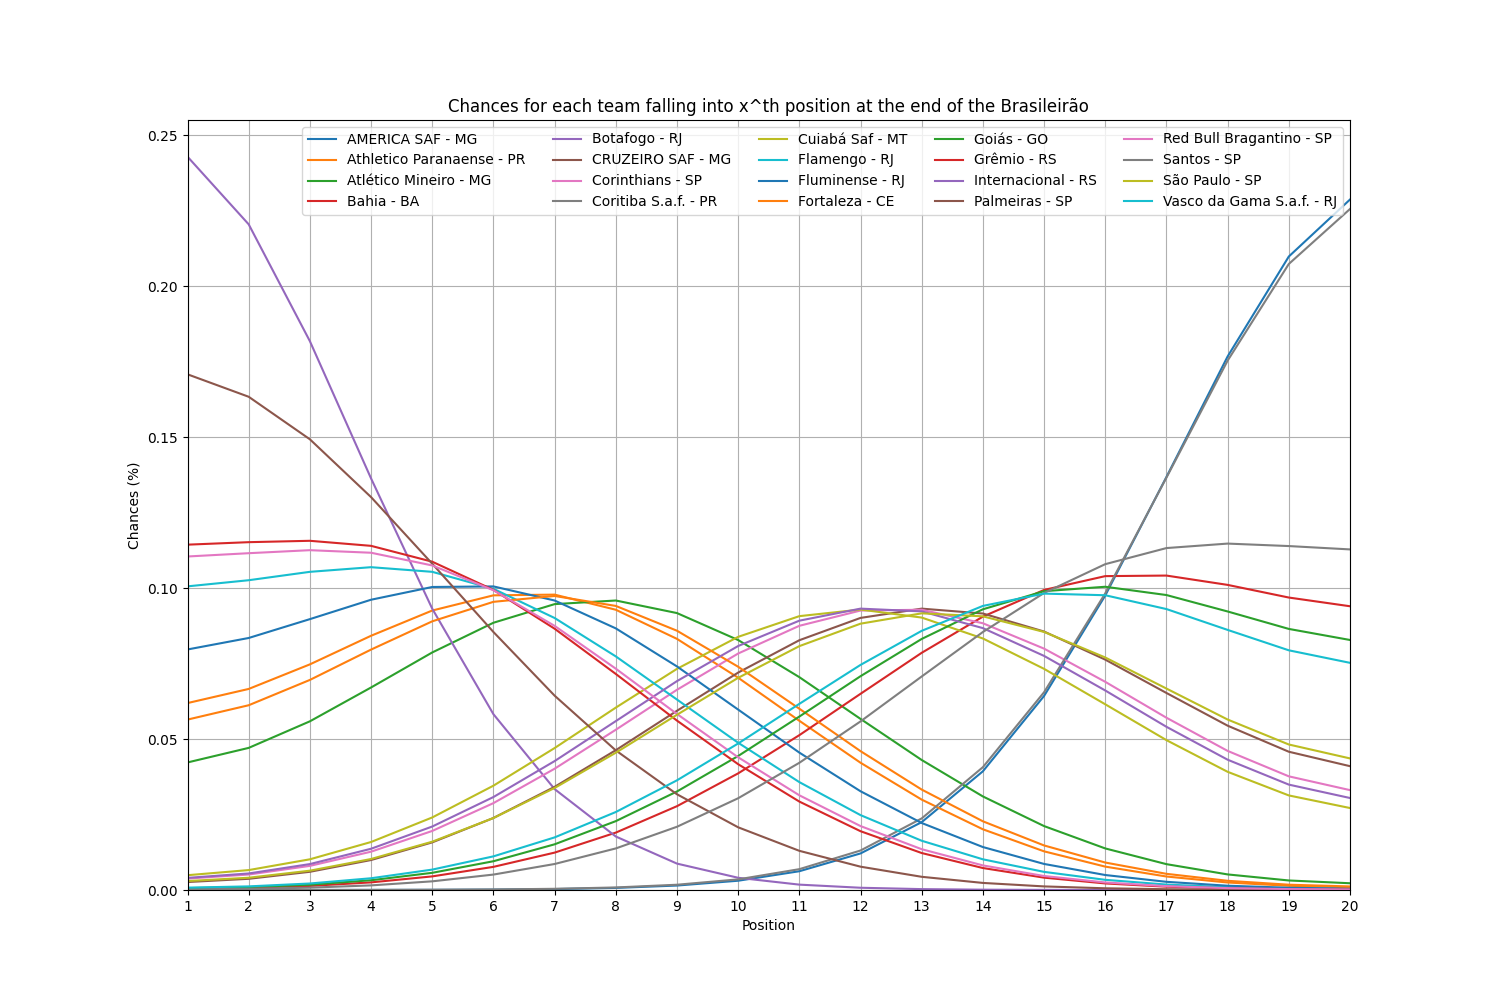 Chances for each team falling into x^th position at the end of the Brasileirão
AMERICA SAF - MG
Athletico Paranaense - PR
Atlético Mineiro - MG
Bahia - BA
Botafogo - RJ
CRUZEIRO SAF - MG
Corinthians - SP
Coritiba S.a.f. - PR
Cuiabá Saf - MT
Flamengo - RJ
Fluminense - RJ
Fortaleza - CE
Goiás - GO
Grêmio - RS
Internacional - RS
Palmeiras - SP
Red Bull Bragantino - SP
Santos - SP
São Paulo - SP
Vasco da Gama S.a.f. - RJ
Chances (%)
0.25
0.20
0.15
0.10
0.05
0.00
1 2 3 4 5 6 7 8 9 10 11 12 13 14 15 16 17 18 19 20
Position